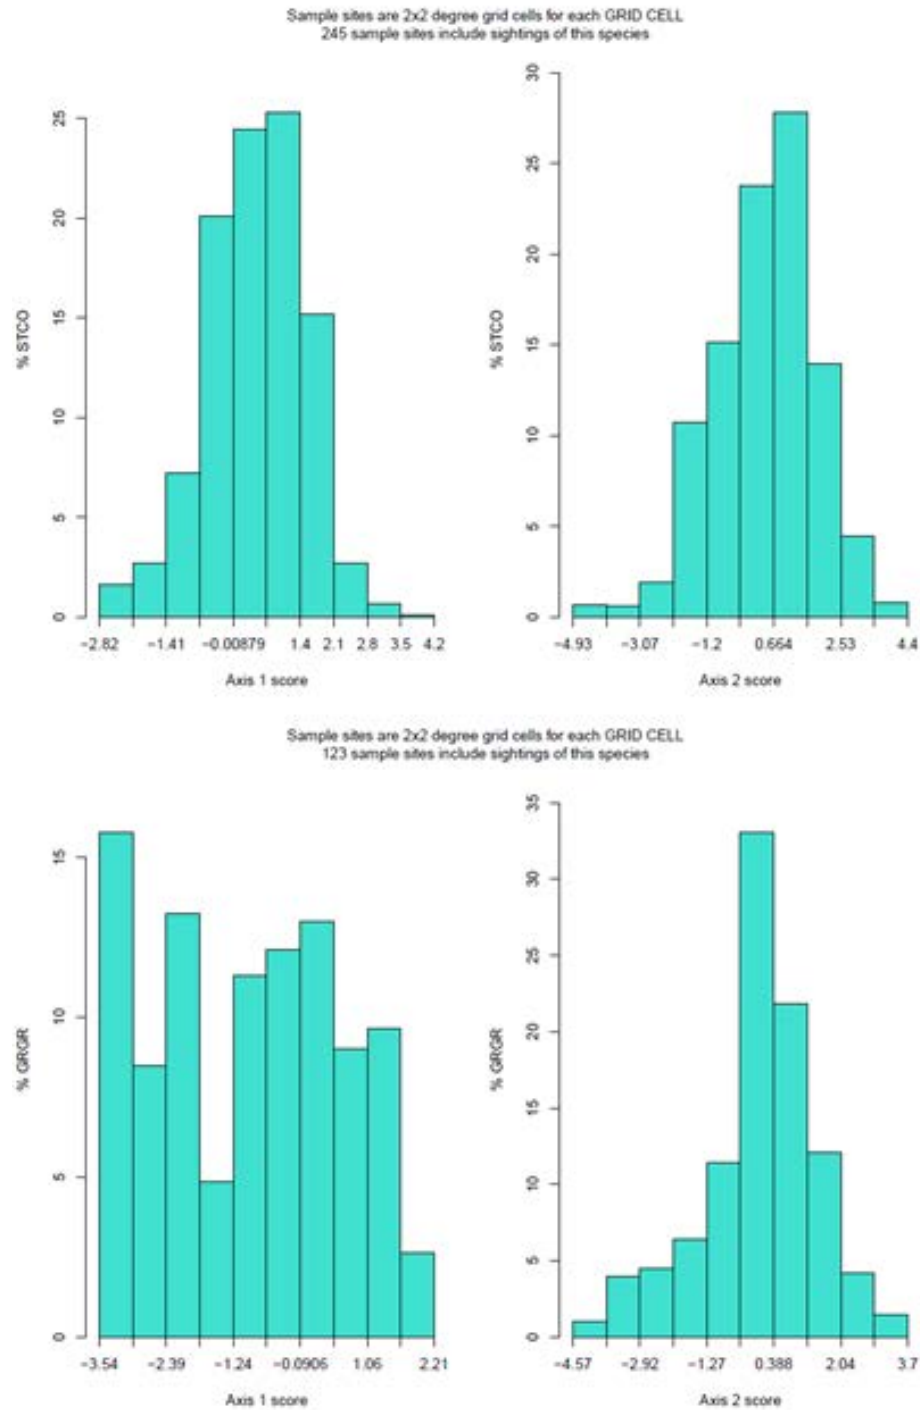 Sample sites are 2x2 degree grid cells for each GRID CELL
245 sample sites include sightings of this species
% STCO
0 5 10 15 20 25
−2.82 −1.41 −0.00879 1.4 2.1 2.8 3.5 4.2
Axis 1 score
% STCO
0 5 10 15 20 25 30
−4.93 −3.07 −1.2 0.664 2.53 4.4
Axis 2 score
Sample sites are 2x2 degree grid cells for each GRID CELL
123 sample sites include sightings of this species
% GRGR
0 5 10 15
−3.54 −2.39 −1.24 −0.0906 1.06 2.21
Axis 1 score
% GRGR
0 5 10 15 20 25 30 35
−4.57 −2.92 −1.27 0.388 2.04 3.7
Axis 2 score